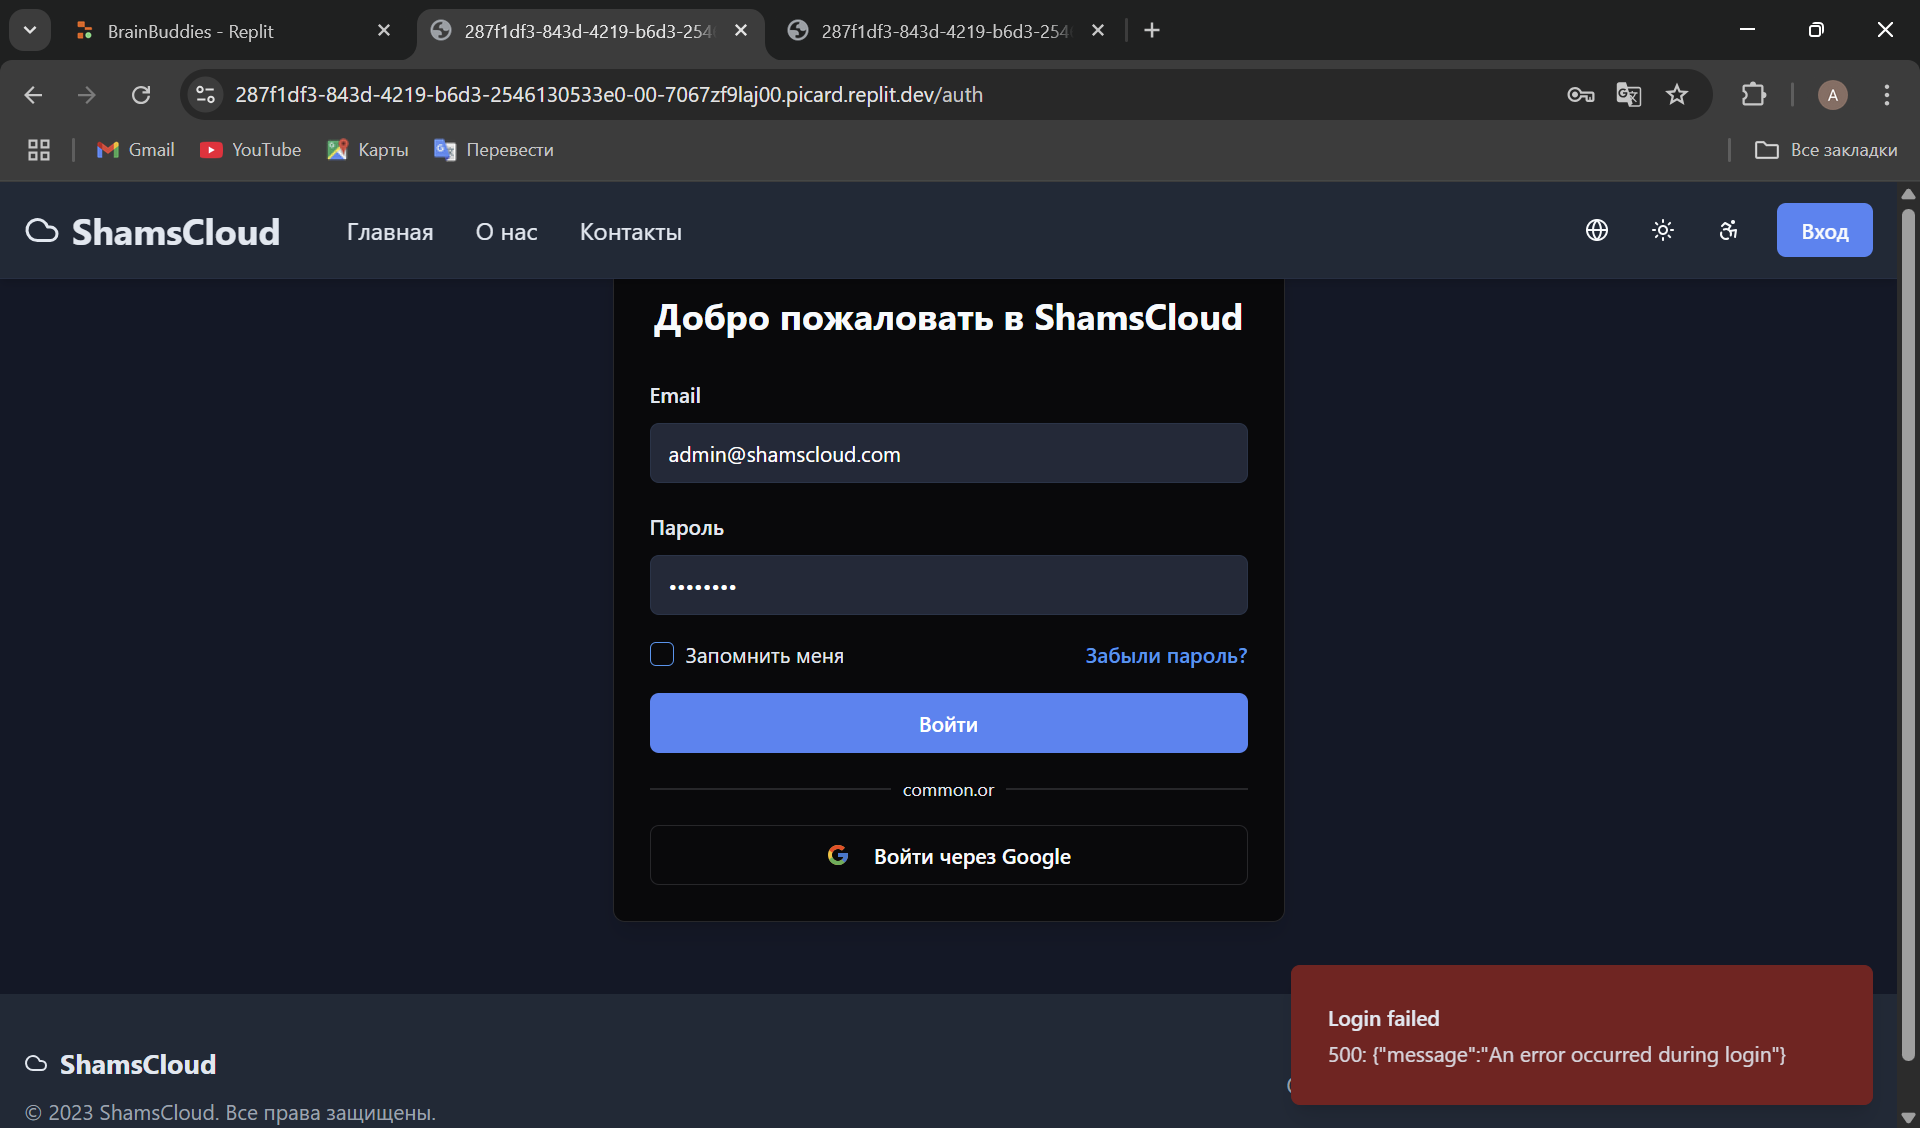 BrainBuddies - Replit
287f1df3-843d-4219-b6d3-254
287f1df3-843d-4219-b6d3-254
287f1df3-843d-4219-b6d3-2546130533e0-00-7067zf9laj00.picard.replit.dev/auth
A
Gmail
YouTube
Карты
Перевести
Все закладки
ShamsCloud
Главная
О нас
Контакты
Вход
Добро пожаловать в ShamsCloud
Email
admin@shamscloud.com
Пароль
••••••••
Запомнить меня
Забыли пароль?
Войти
common.or
Войти через Google
Login failed
500: {"message":"An error occurred during login"}
ShamsCloud
© 2023 ShamsCloud. Все права защищены.